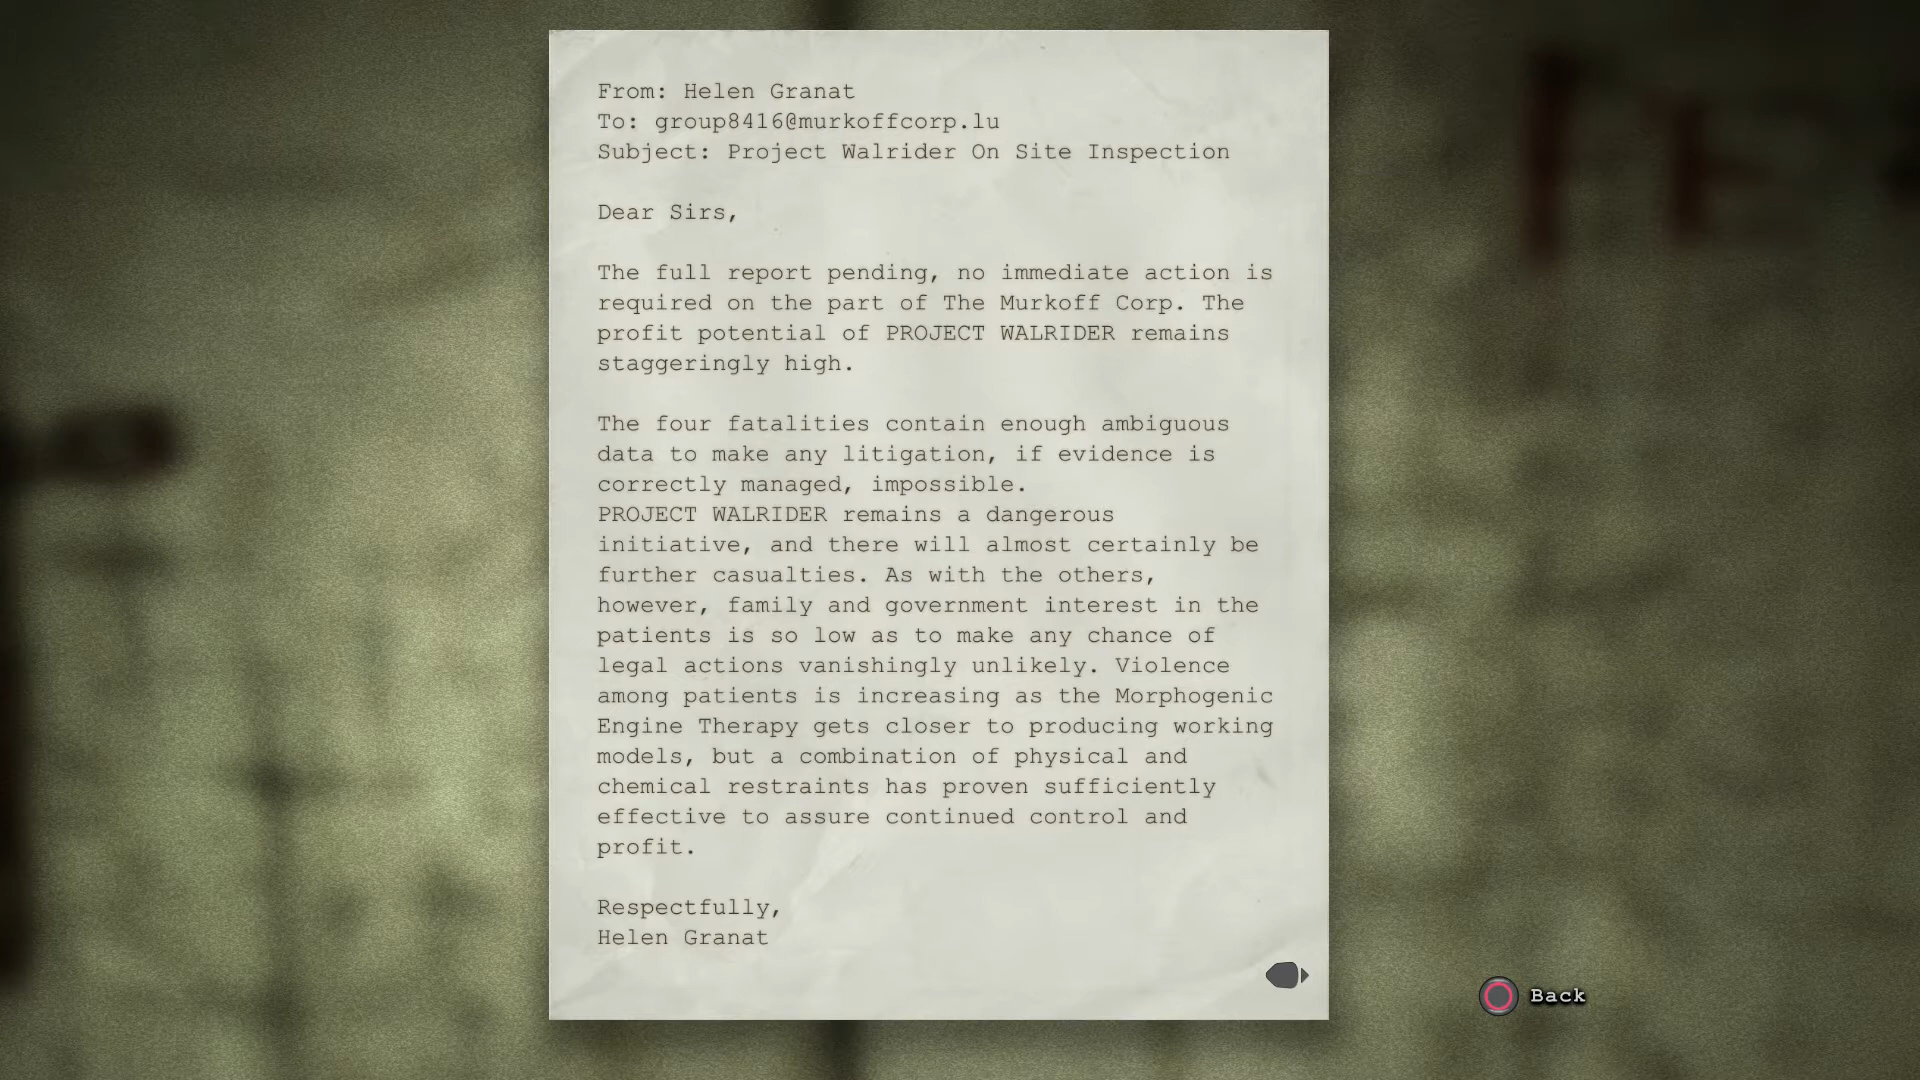 From: Helen Granat
To: group8416@murkoffcorp.lu
Subject: Project Walrider On Site Inspection
Dear Sirs,
The full report pending, no immediate action is
required on the part of The Murkoff Corp. The
profit potential of PROJECT WALRIDER remains
staggeringly high.
The four fatalities contain enough ambiguous
data to make any litigation, if evidence is
correctly managed, impossible.
PROJECT WALRIDER remains a dangerous
initiative, and there will almost certainly be
further casualties. As with the others,
however, family and government interest in the
patients is so low as to make any chance of
legal actions vanishingly unlikely. Violence
among patients is increasing as the Morphogenic
Engine Therapy gets closer to producing working
models, but a combination of physical and
chemical restraints has proven sufficiently
effective to assure continued control and
profit.
Respectfully,
Helen Granat
Back